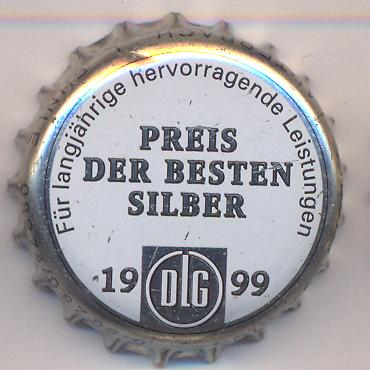 Für langjährige hervorragende Leistungen
PREIS
DER BESTEN
SILBER
19 DLG 99